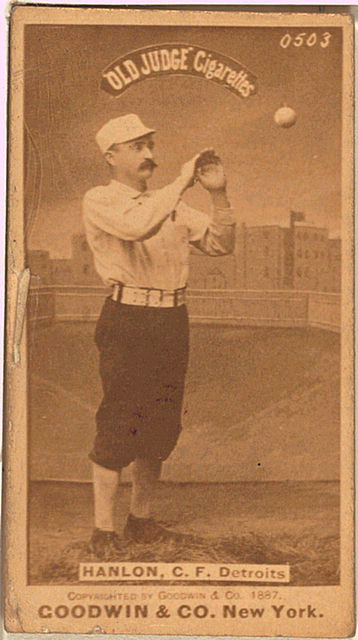 0503
"OLD JUDGE" Cigarettes
HANLON, C. F. Detroits
COPYRIGHTED BY GOODWIN & CO. 1887.
GOODWIN & CO. New York.